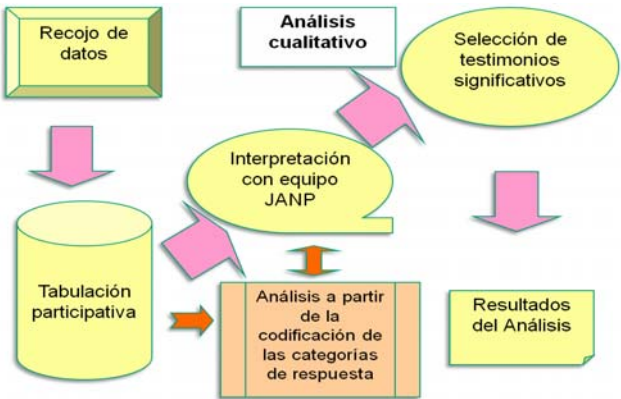 Recojo de
datos
Análisis
cualitativo
Selección de
testimonios
significativos
Interpretación
con equipo
JANP
Tabulación
participativa
Análisis a partir
de la
codificación de
las categorías
de respuesta
Resultados
del Análisis